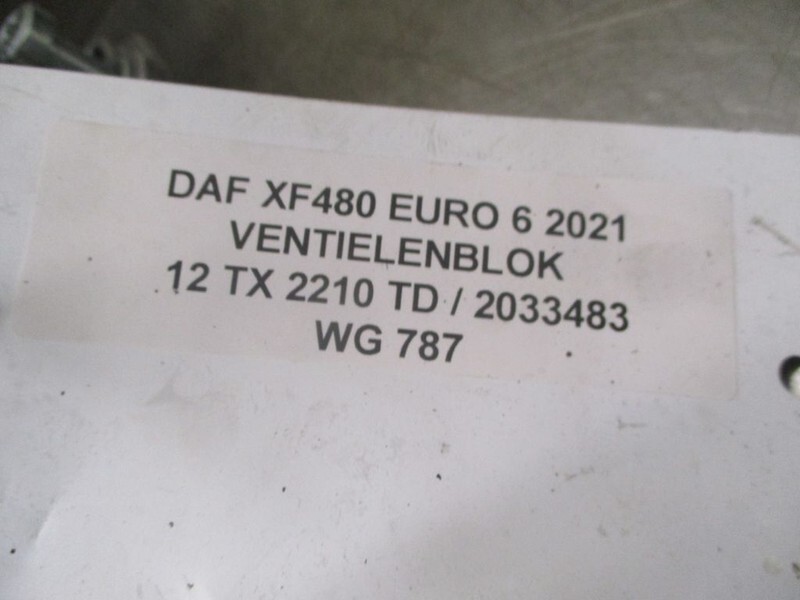 DAF XF480 EURO 6 2021
VENTIELENBLOK
12 TX 2210 TD / 2033483
WG 787